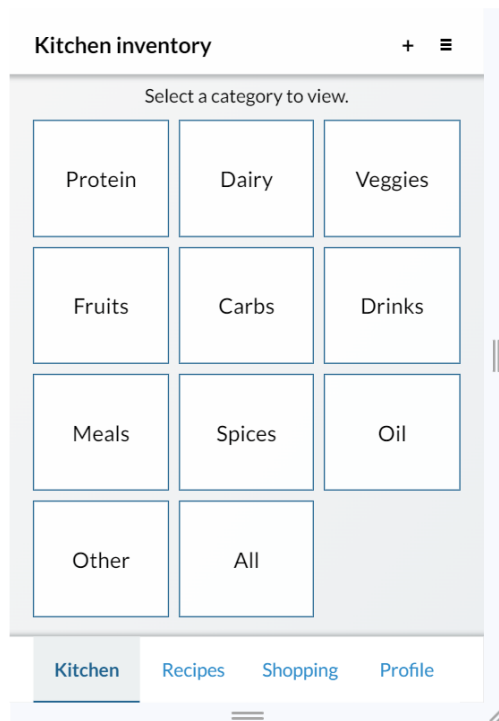 Kitchen inventory + ≡
Select a category to view.
Protein Dairy Veggies
Fruits Carbs Drinks
Meals Spices Oil
Other All
Kitchen Recipes Shopping Profile